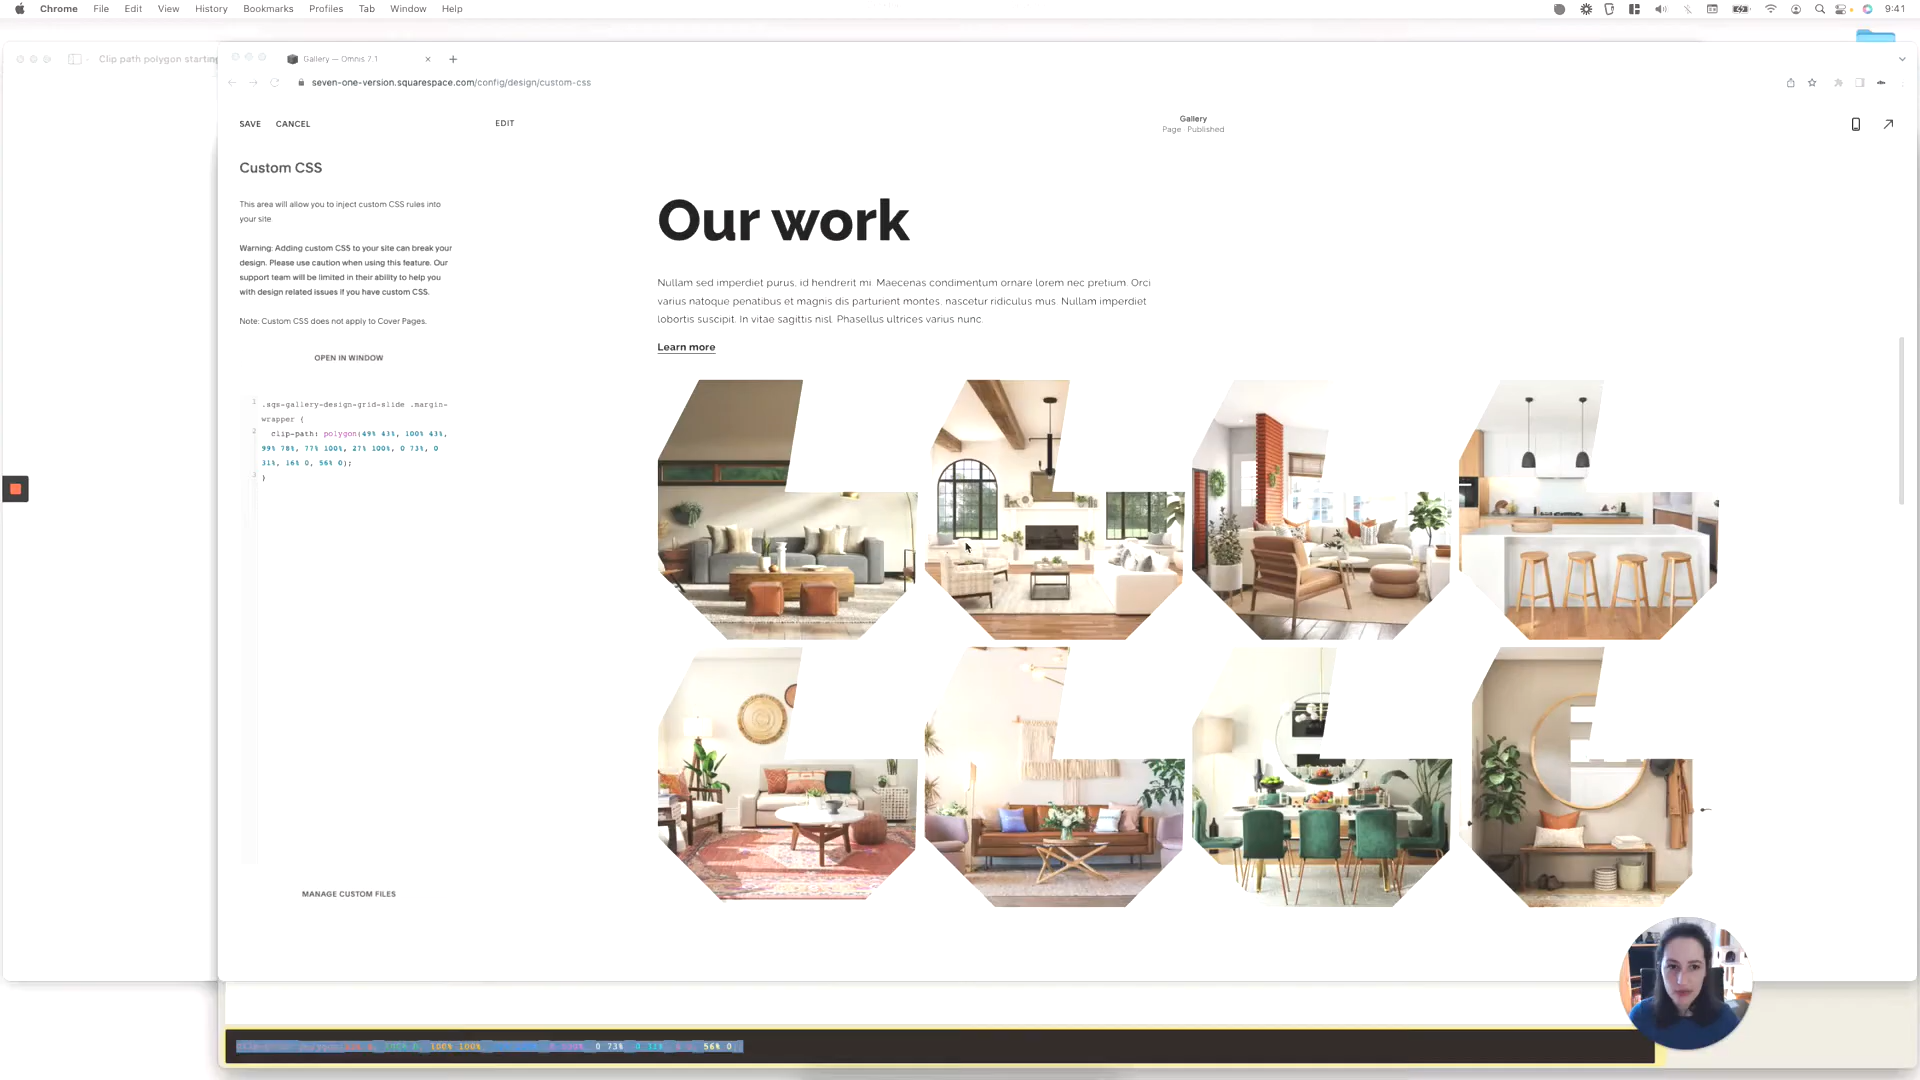 Chrome File Edit View History Bookmarks Profiles Tab Window Help
9:41
Clip path polygon starting
Gallery — Omnis 7.1
seven-one-version.squarespace.com/config/design/custom-css
SAVE CANCEL
EDIT
Gallery
Page · Published
Custom CSS
This area will allow you to inject custom CSS rules into
your site
Warning: Adding custom CSS to your site can break your
design. Please use caution when using this feature. Our
support team will be limited in their ability to help you
with design related issues if you have custom CSS.
Note: Custom CSS does not apply to Cover Pages.
OPEN IN WINDOW
1 .sqs-gallery-design-grid-slide .margin-
wrapper {
2 clip-path: polygon(49% 43%, 100% 43%,
99% 78%, 77% 100%, 27% 100%, 0 73%, 0
31%, 16% 0, 56% 0);
3 }
MANAGE CUSTOM FILES
Our work
Nullam sed imperdiet purus, id hendrerit mi. Maecenas condimentum ornare lorem nec pretium. Orci
varius natoque penatibus et magnis dis parturient montes, nascetur ridiculus mus. Nullam imperdiet
lobortis suscipit. In vitae sagittis nisl. Phasellus ultrices varius nunc.
Learn more
100% 100%, 0 73%, 56% 0